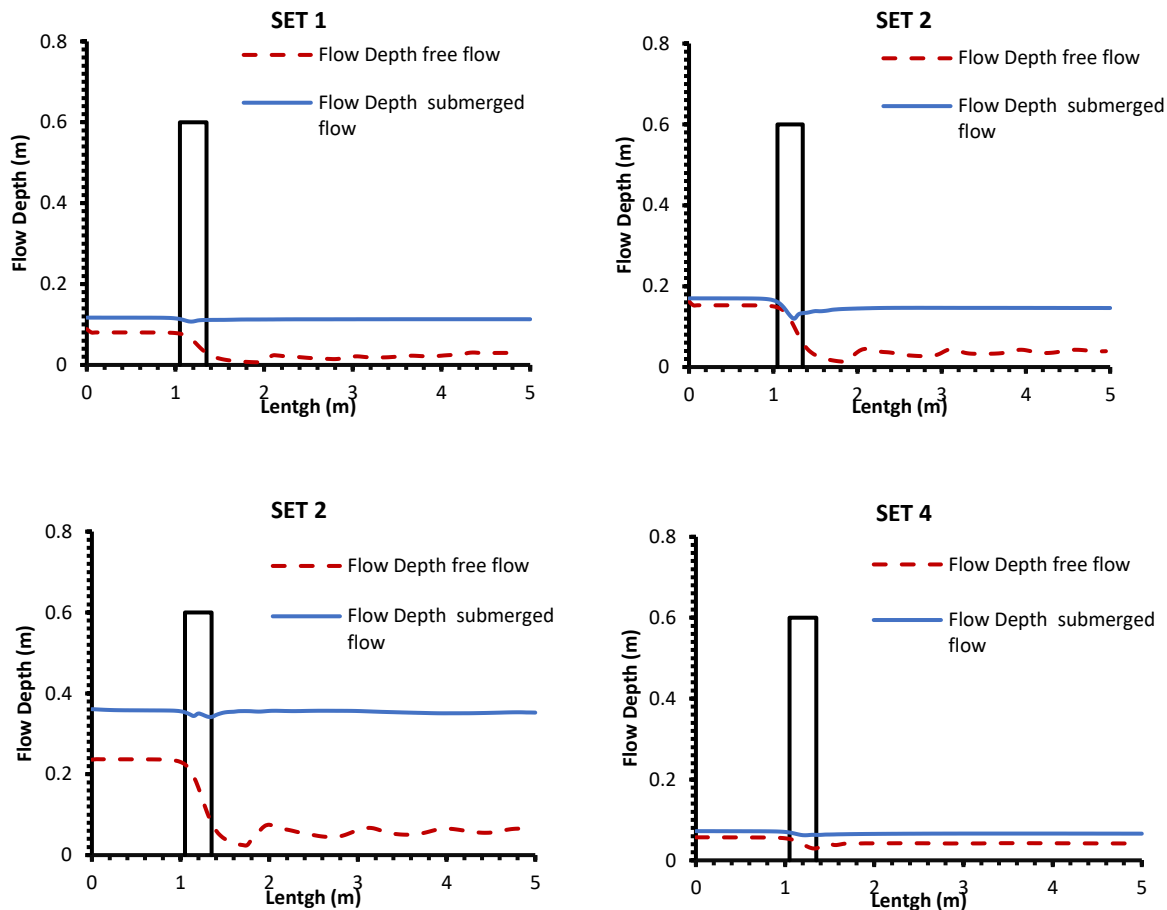 SET 1
0.8
0.6
0.4
0.2
0
Flow Depth (m)
Flow Depth free flow
Flow Depth submerged
flow
0 1 2 3 4 5
Lentgh (m)
SET 2
0.8
0.6
0.4
0.2
0
Flow Depth (m)
Flow Depth free flow
Flow Depth submerged
flow
0 1 2 3 4 5
Lentgh (m)
SET 2
0.8
0.6
0.4
0.2
0
Flow Depth (m)
Flow Depth free flow
Flow Depth submerged
flow
0 1 2 3 4 5
Lentgh (m)
SET 4
0.8
0.6
0.4
0.2
0
Flow Depth (m)
Flow Depth free flow
Flow Depth submerged
flow
0 1 2 3 4 5
Lentgh (m)